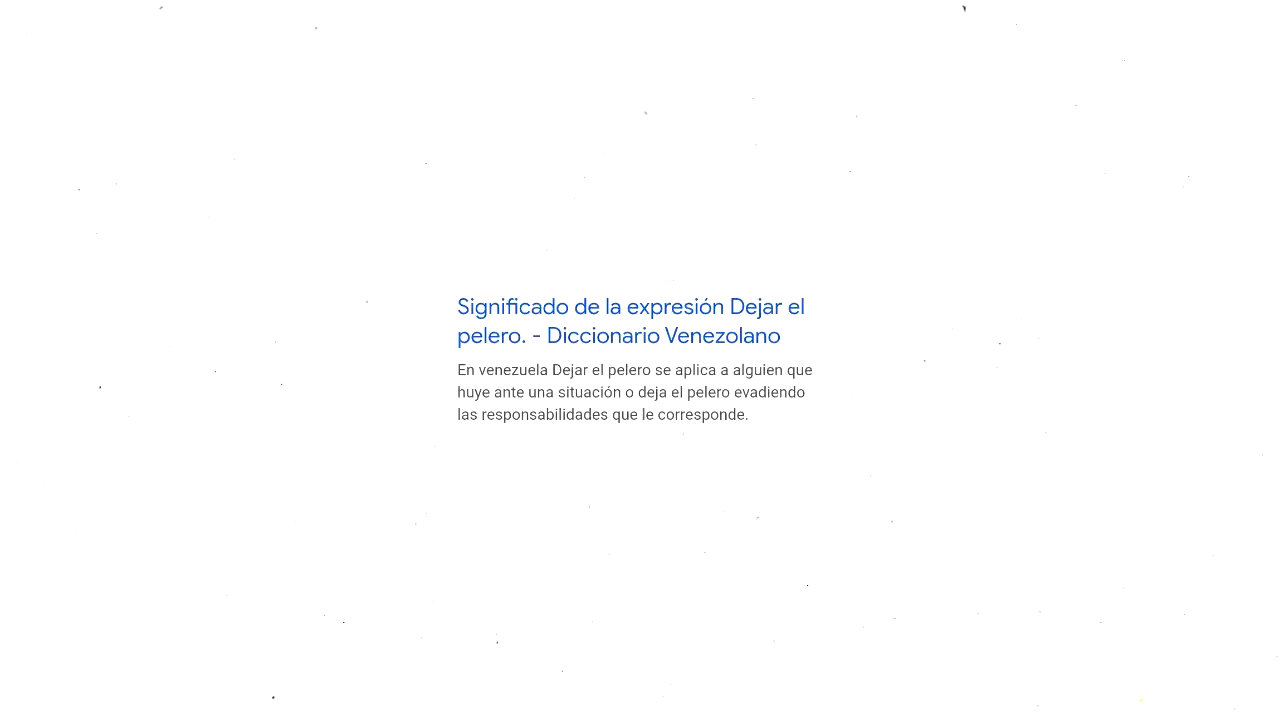 Significado de la expresión Dejar el
pelero. - Diccionario Venezolano
En venezuela Dejar el pelero se aplica a alguien que
huye ante una situación o deja el pelero evadiendo
las responsabilidades que le corresponde.